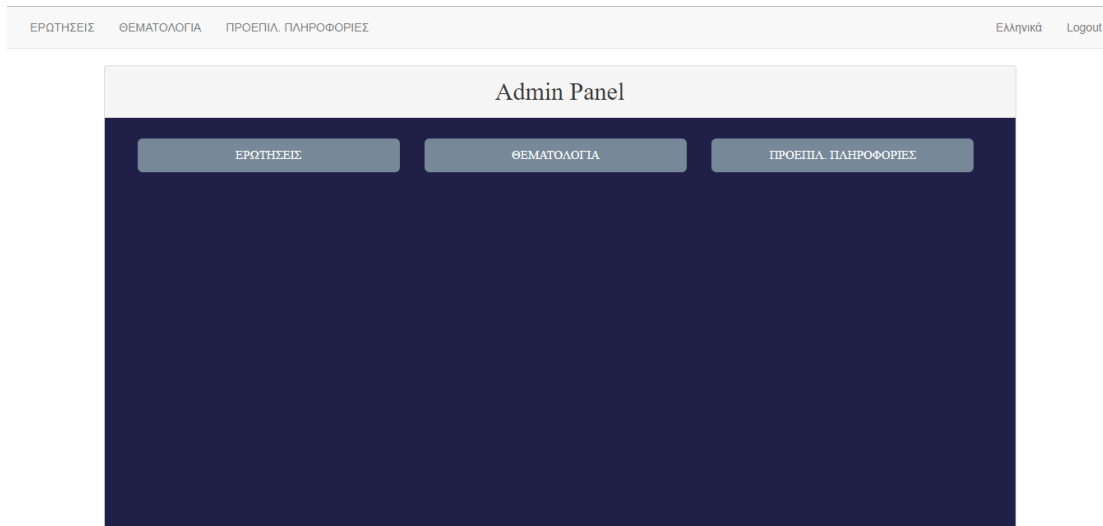 ΕΡΩΤΗΣΕΙΣ ΘΕΜΑΤΟΛΟΓΙΑ ΠΡΟΕΠΙΛ. ΠΛΗΡΟΦΟΡΙΕΣ Ελληνικά Logout
Admin Panel
ΕΡΩΤΗΣΕΙΣ ΘΕΜΑΤΟΛΟΓΙΑ ΠΡΟΕΠΙΛ. ΠΛΗΡΟΦΟΡΙΕΣ